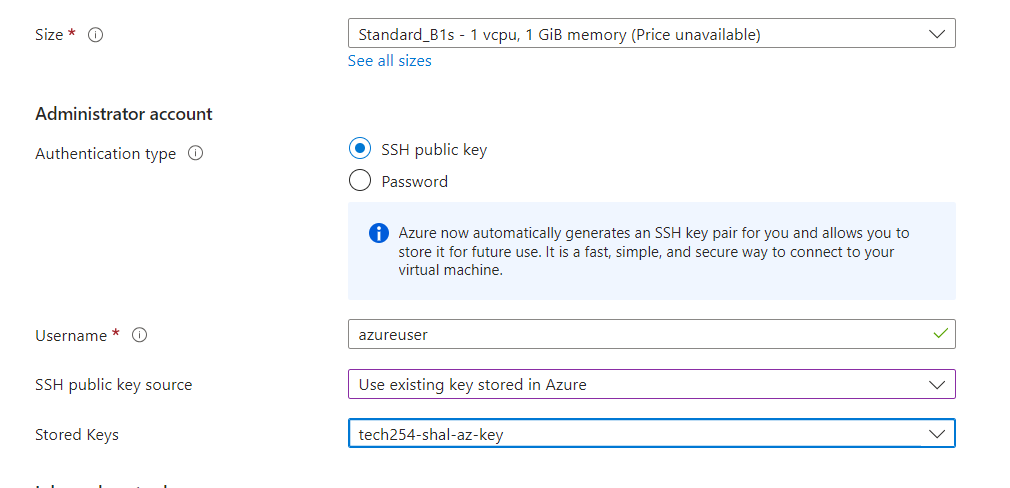 Size *
Standard_B1s - 1 vcpu, 1 GiB memory (Price unavailable)
See all sizes
Administrator account
Authentication type
SSH public key
Password
Azure now automatically generates an SSH key pair for you and allows you to
store it for future use. It is a fast, simple, and secure way to connect to your
virtual machine.
Username *
azureuser
SSH public key source
Use existing key stored in Azure
Stored Keys
tech254-shal-az-key